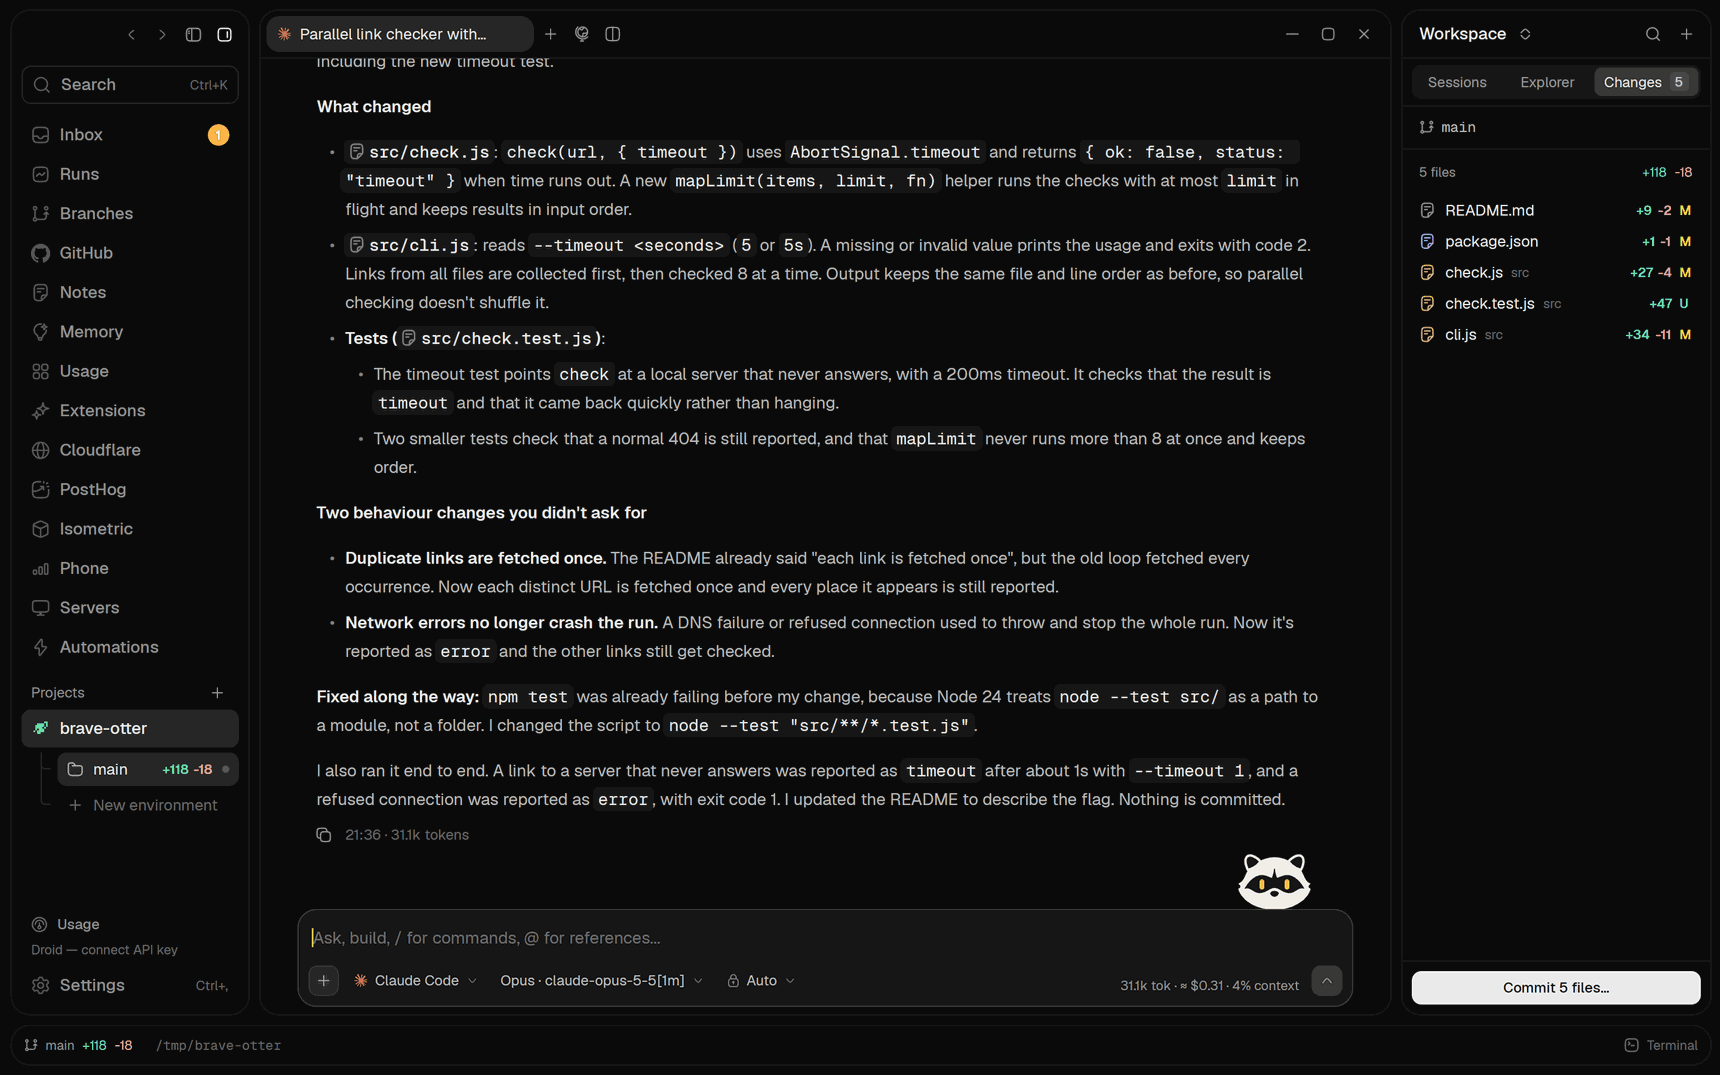 Search Ctrl+K
Inbox 1
Runs
Branches
GitHub
Notes
Memory
Usage
Extensions
Cloudflare
PostHog
Isometric
Phone
Servers
Automations
Projects
brave-otter
main +118 -18
New environment
Usage
Droid — connect API key
Settings Ctrl+,
Parallel link checker with...
including the new timeout test.
What changed
• src/check.js: check(url, { timeout }) uses AbortSignal.timeout and returns { ok: false, status:
"timeout" } when time runs out. A new mapLimit(items, limit, fn) helper runs the checks with at most limit in
flight and keeps results in input order.
• src/cli.js: reads --timeout <seconds> (5 or 5s). A missing or invalid value prints the usage and exits with code 2.
Links from all files are collected first, then checked 8 at a time. Output keeps the same file and line order as before, so parallel
checking doesn't shuffle it.
• Tests (src/check.test.js):
• The timeout test points check at a local server that never answers, with a 200ms timeout. It checks that the result is
timeout and that it came back quickly rather than hanging.
• Two smaller tests check that a normal 404 is still reported, and that mapLimit never runs more than 8 at once and keeps
order.
Two behaviour changes you didn't ask for
• Duplicate links are fetched once. The README already said "each link is fetched once", but the old loop fetched every
occurrence. Now each distinct URL is fetched once and every place it appears is still reported.
• Network errors no longer crash the run. A DNS failure or refused connection used to throw and stop the whole run. Now it's
reported as error and the other links still get checked.
Fixed along the way: npm test was already failing before my change, because Node 24 treats node --test src/ as a path to
a module, not a folder. I changed the script to node --test "src/**/*.test.js".
I also ran it end to end. A link to a server that never answers was reported as timeout after about 1s with --timeout 1, and a
refused connection was reported as error, with exit code 1. I updated the README to describe the flag. Nothing is committed.
21:36 · 31.1k tokens
Ask, build, / for commands, @ for references...
Claude Code Opus · claude-opus-5-5[1m] Auto 31.1k tok · ≈ $0.31 · 4% context
Workspace
Sessions Explorer Changes 5
main
5 files +118 -18
README.md +9 -2 M
package.json +1 -1 M
check.js src +27 -4 M
check.test.js src +47 U
cli.js src +34 -11 M
Commit 5 files...
main +118 -18 /tmp/brave-otter Terminal